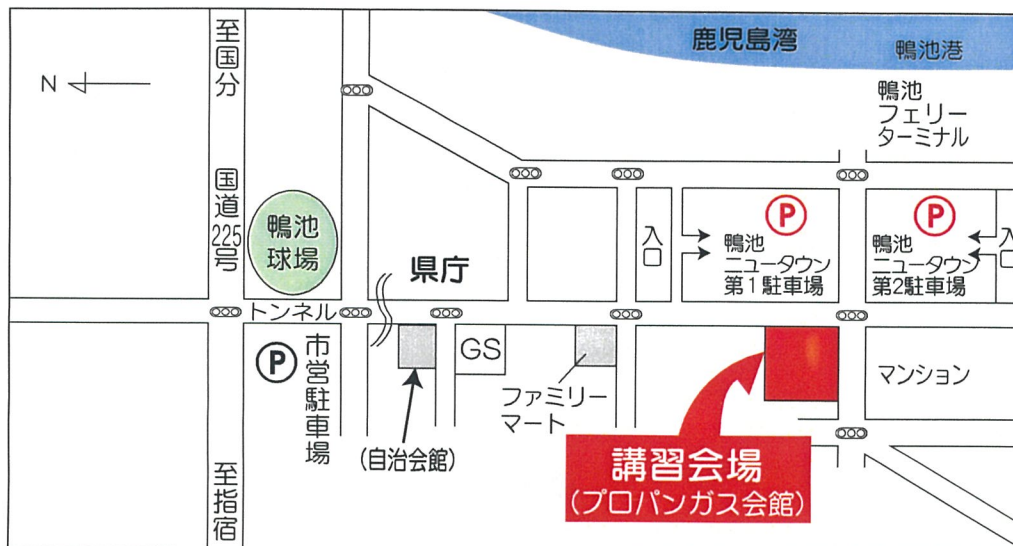 鹿児島湾
鴨池港
鴨池
フェリー
ターミナル
N
至国分
国道225号
鴨池
球場
県庁
入口
P
鴨池
ニュータウン
第1駐車場
P
鴨池
ニュータウン
第2駐車場
入口
トンネル
P
市営駐車場
GS
(自治会館)
ファミリー
マート
マンション
講習会場
(プロパンガス会館)
至指宿